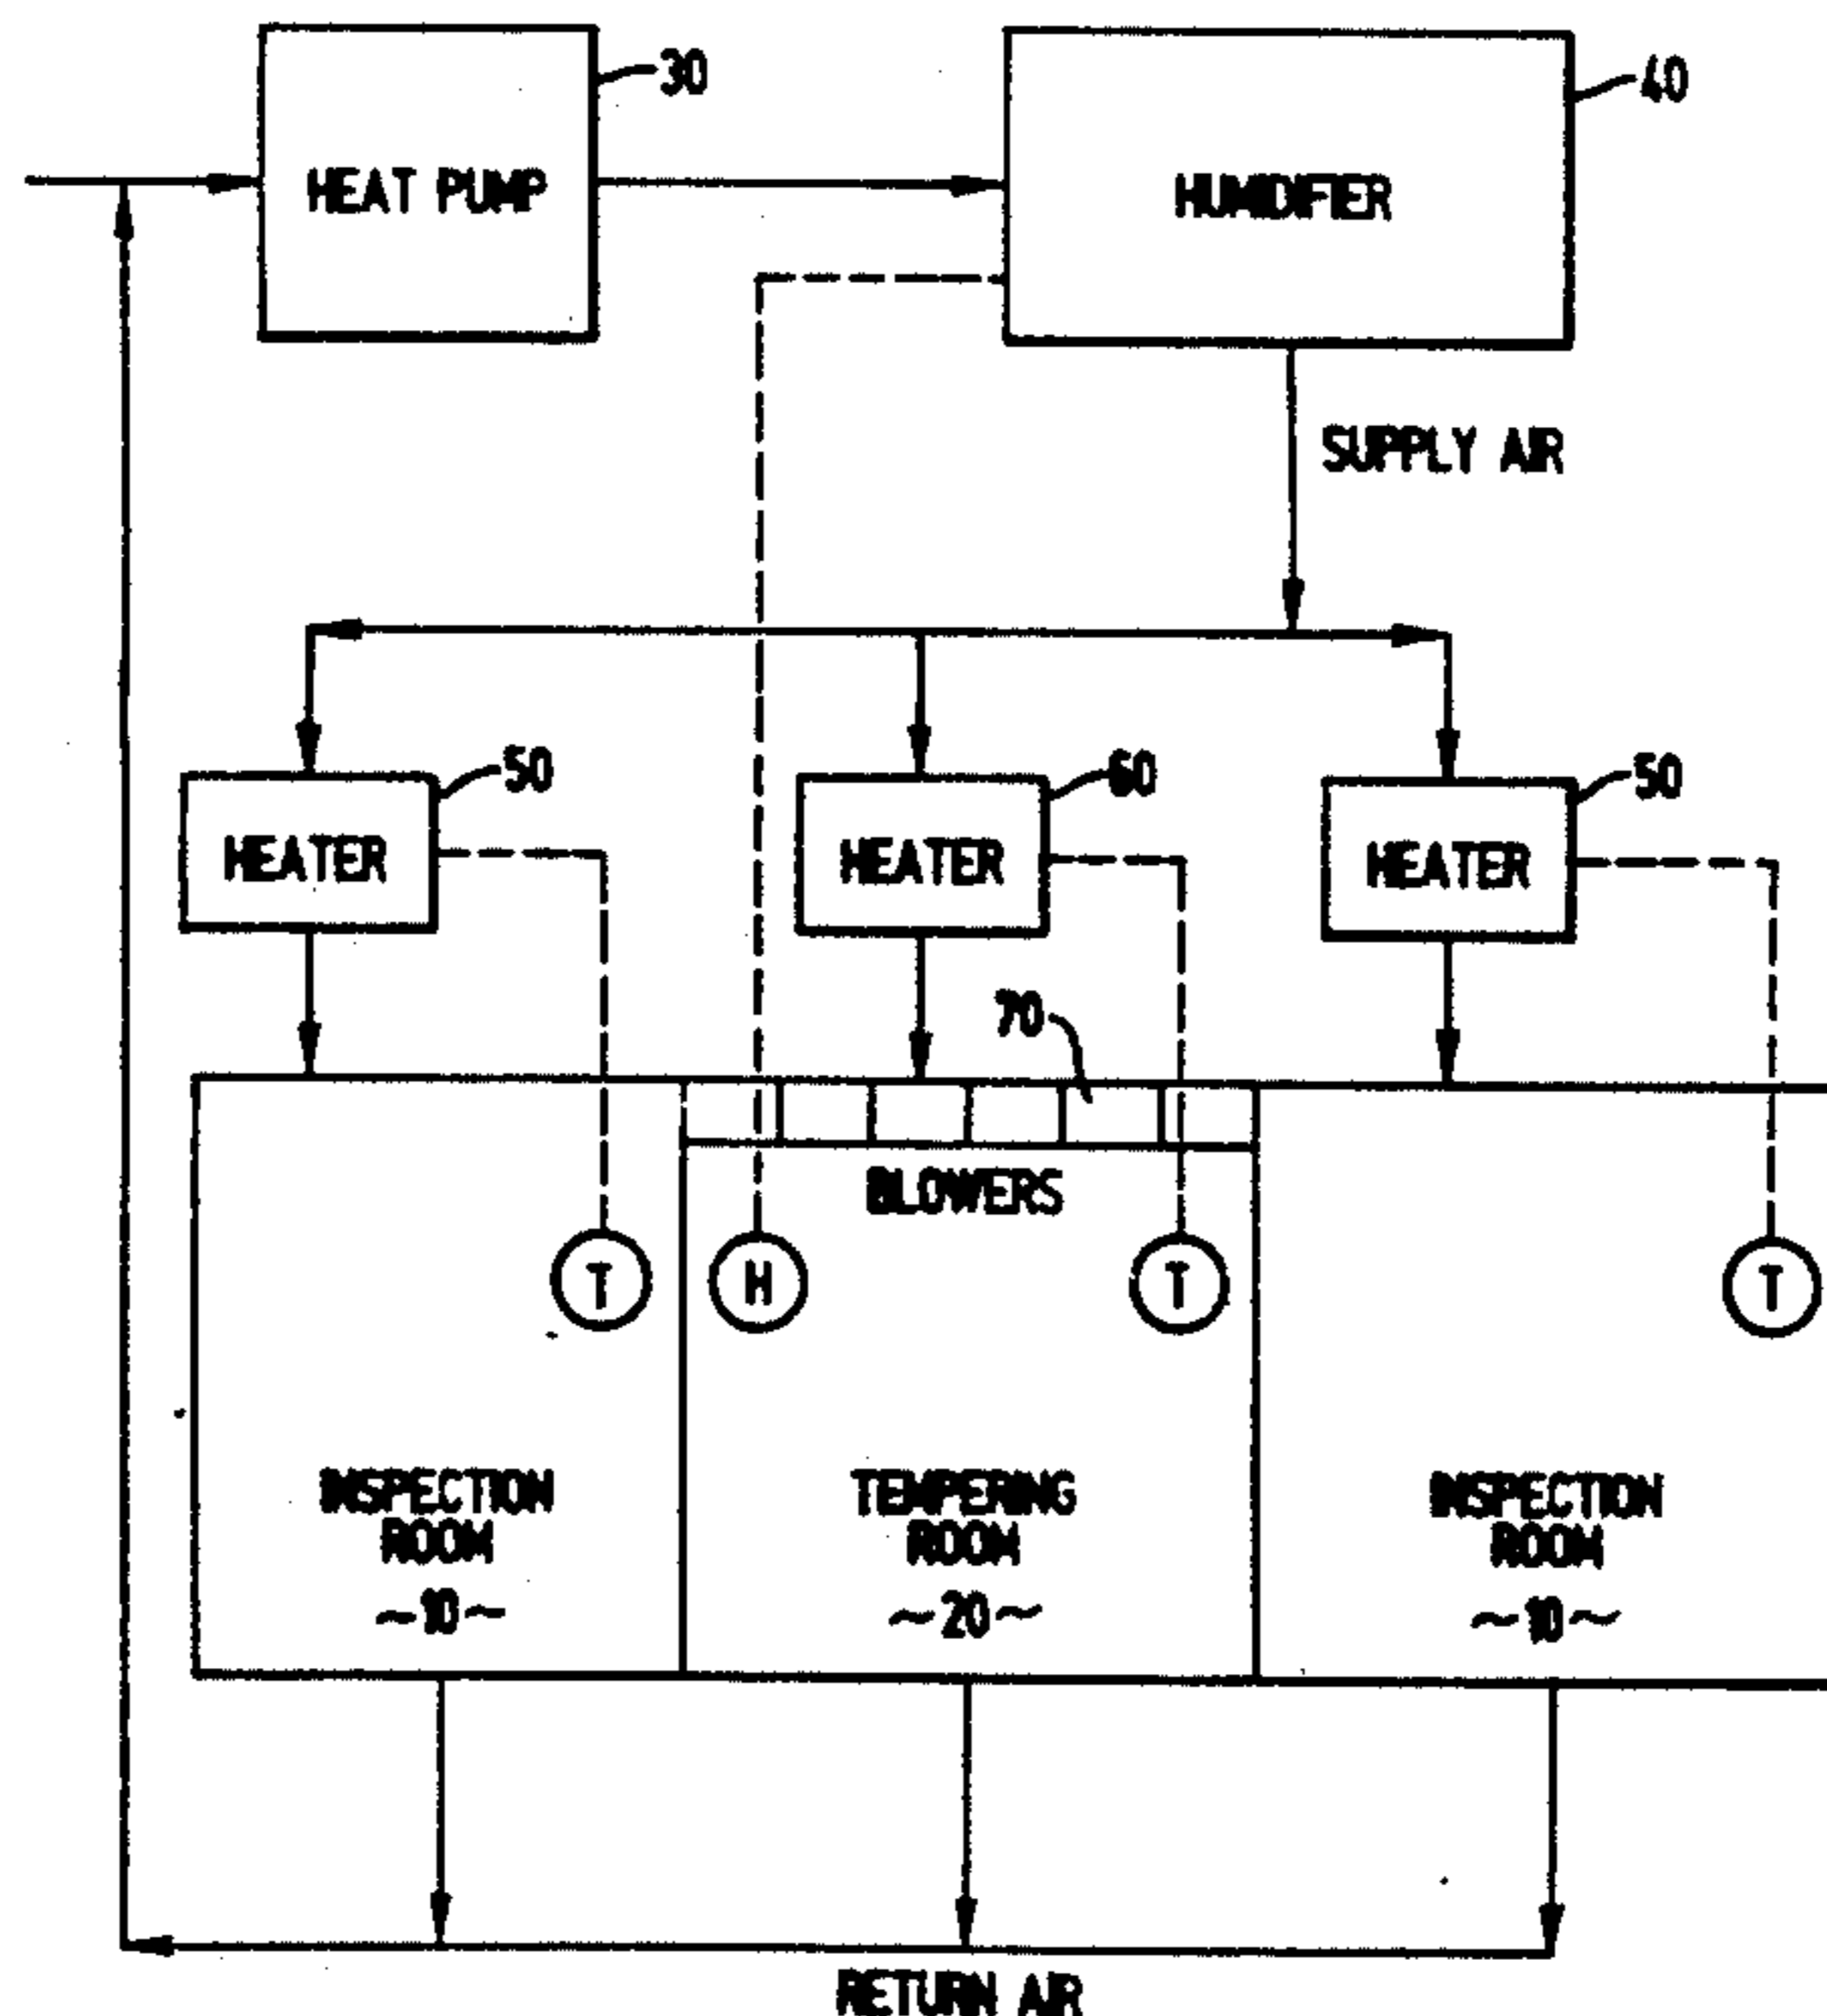 30
40
HEAT PUMP
HUMIDIFIER
SUPPLY AIR
50
60
50
HEATER
HEATER
HEATER
70
BLOWERS
T
H
T
T
INSPECTION
ROOM
~10~
TEMPERING
ROOM
~20~
INSPECTION
ROOM
~10~
RETURN AIR